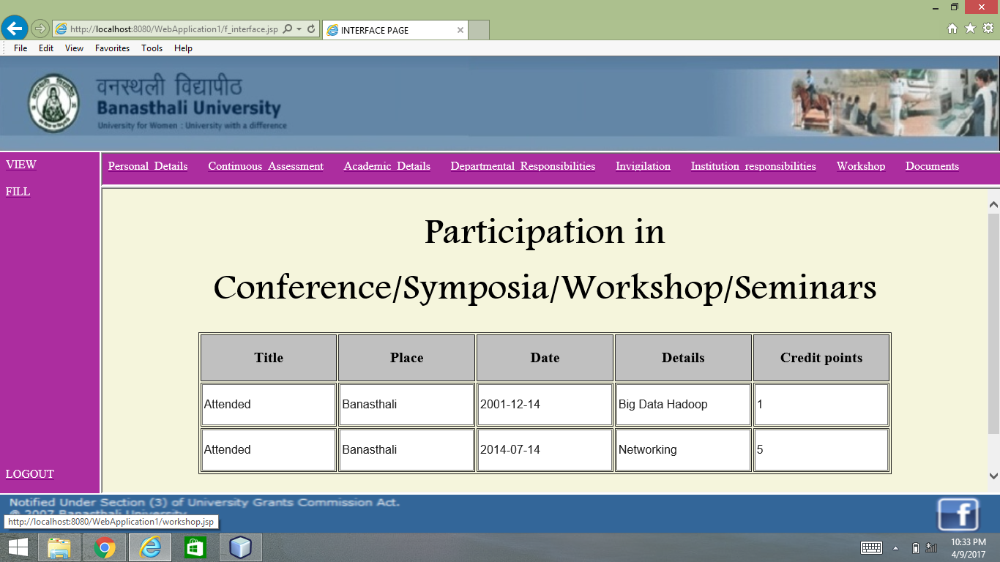 http://localhost:8080/WebApplication1/f_interface.jsp
INTERFACE PAGE
File Edit View Favorites Tools Help
वनस्थली विद्यापीठ
Banasthali University
University for Women : University with a difference
VIEW
FILL
LOGOUT
Personal Details Continuous Assessment Academic Details Departmental Responsibilities Invigilation Institution responsibilities Workshop Documents
Participation in
Conference/Symposia/Workshop/Seminars
Title Place Date Details Credit points
Attended Banasthali 2001-12-14 Big Data Hadoop 1
Attended Banasthali 2014-07-14 Networking 5
Notified Under Section (3) of University Grants Commission Act.
© 2007 Banasthali University
http://localhost:8080/WebApplication1/workshop.jsp
10:33 PM
4/9/2017